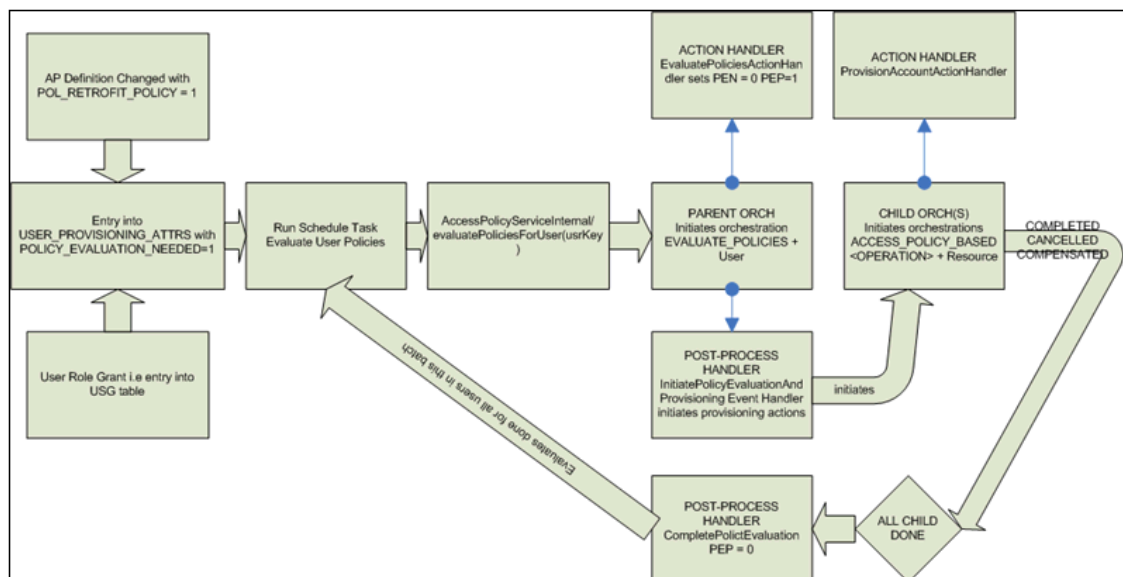 AP Definition Changed with
POL_RETROFIT_POLICY = 1
ACTION HANDLER
EvaluatePoliciesActionHan
dler sets PEN = 0 PEP=1
ACTION HANDLER
ProvisionAccountActionHandler
Entry into
USER_PROVISIONING_ATTRS with
POLICY_EVALUATION_NEEDED=1
Run Schedule Task
Evaluate User Policies
AccessPolicyServiceInternal/
evaluatePoliciesForUser(usrKey
)
PARENT ORCH
Initiates orchestration
EVALUATE_POLICIES +
User
CHILD ORCH(S)
Initiates orchestrations
ACCESS_POLICY_BASED
<OPERATION> + Resource
COMPLETED
CANCELLED
COMPENSATED
User Role Grant i.e entry into
USG table
POST-PROCESS
HANDLER
InitiatePolicyEvaluationAnd
Provisioning Event Handler
initiates provisioning actions
initiates
Evaluates done for all users in this batch
POST-PROCESS
HANDLER
CompletePolictEvaluation
PEP = 0
ALL CHILD
DONE